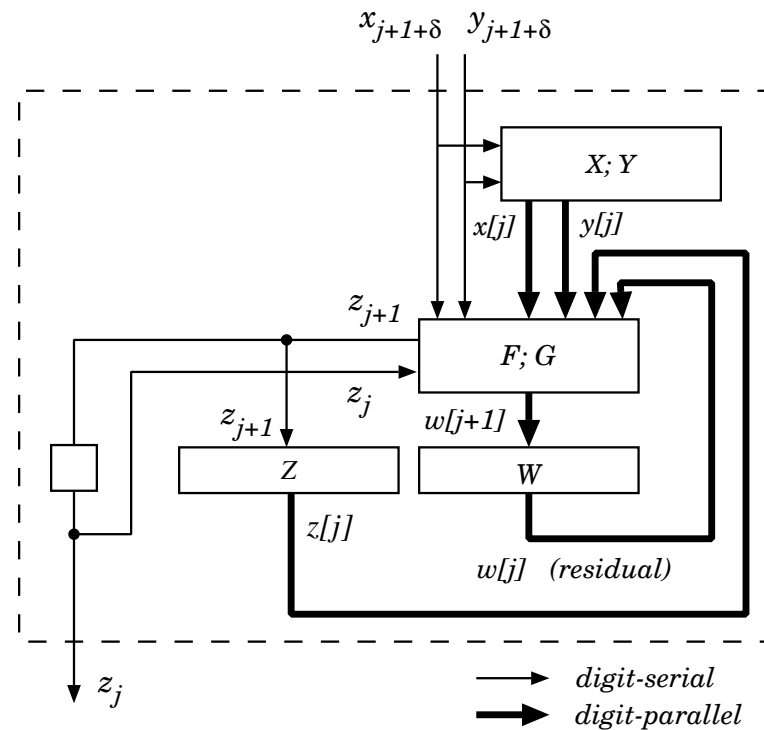 x_{j+1+δ} y_{j+1+δ}
X; Y
x[j] y[j]
z_{j+1}
F; G
z_j
z_{j+1} w[j+1]
Z W
z[j]
w[j] (residual)
z_j
digit-serial
digit-parallel